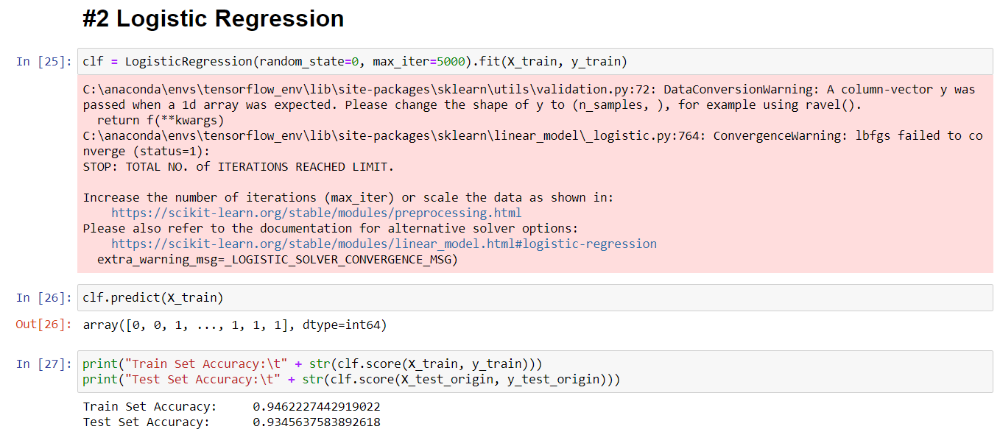 #2 Logistic Regression
In [25]: clf = LogisticRegression(random_state=0, max_iter=5000).fit(X_train, y_train)
C:\anaconda\envs\tensorflow_env\lib\site-packages\sklearn\utils\validation.py:72: DataConversionWarning: A column-vector y was
passed when a 1d array was expected. Please change the shape of y to (n_samples, ), for example using ravel().
  return f(**kwargs)
C:\anaconda\envs\tensorflow_env\lib\site-packages\sklearn\linear_model\_logistic.py:764: ConvergenceWarning: lbfgs failed to co
nverge (status=1):
STOP: TOTAL NO. of ITERATIONS REACHED LIMIT.
Increase the number of iterations (max_iter) or scale the data as shown in:
    https://scikit-learn.org/stable/modules/preprocessing.html
Please also refer to the documentation for alternative solver options:
    https://scikit-learn.org/stable/modules/linear_model.html#logistic-regression
  extra_warning_msg=_LOGISTIC_SOLVER_CONVERGENCE_MSG)
In [26]: clf.predict(X_train)
Out[26]: array([0, 0, 1, ..., 1, 1, 1], dtype=int64)
In [27]: print("Train Set Accuracy:\t" + str(clf.score(X_train, y_train)))
print("Test Set Accuracy:\t" + str(clf.score(X_test_origin, y_test_origin)))
Train Set Accuracy:     0.9462227442919022
Test Set Accuracy:      0.9345637583892618